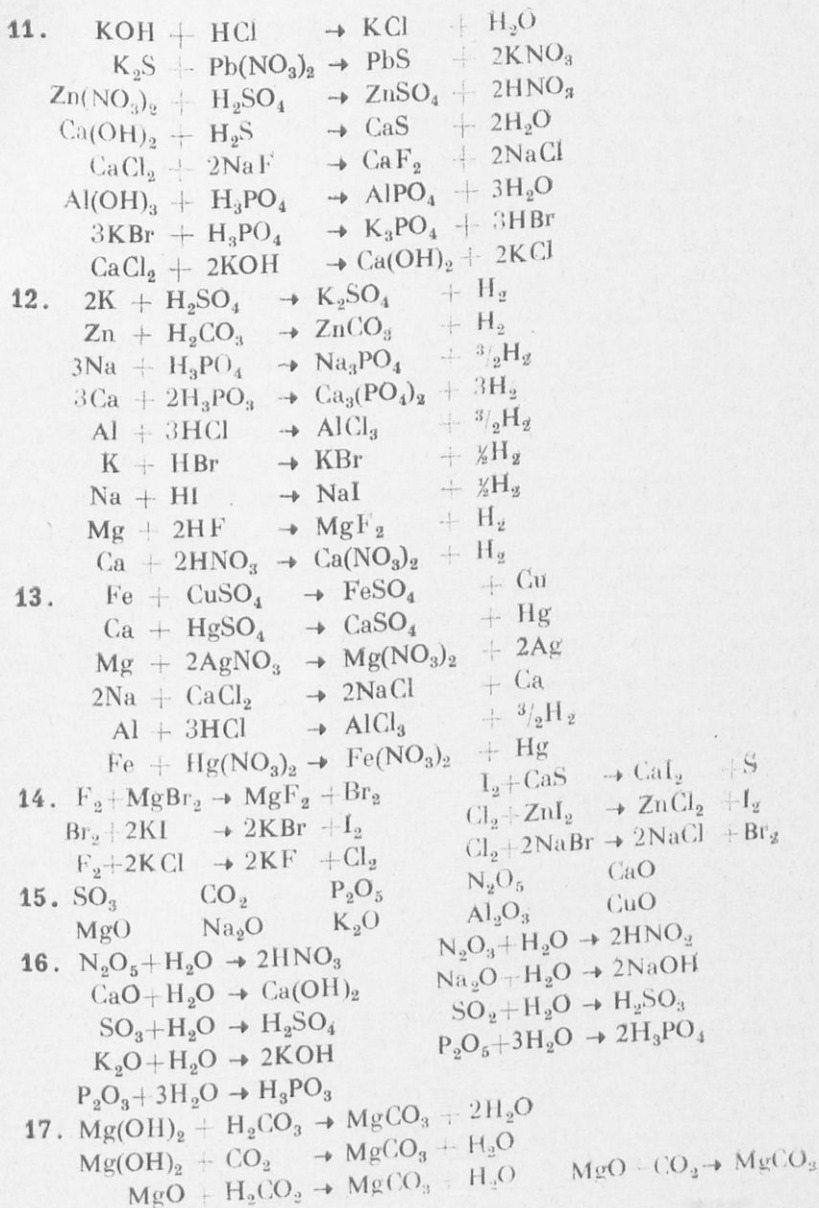 11. KOH + HCl → KCl + H₂O
K₂S + Pb(NO₃)₂ → PbS + 2KNO₃
Zn(NO₃)₂ + H₂SO₄ → ZnSO₄ + 2HNO₃
Ca(OH)₂ + H₂S → CaS + 2H₂O
CaCl₂ + 2NaF → CaF₂ + 2NaCl
Al(OH)₃ + H₃PO₄ → AlPO₄ + 3H₂O
3KBr + H₃PO₄ → K₃PO₄ + 3HBr
CaCl₂ + 2KOH → Ca(OH)₂ + 2KCl
12. 2K + H₂SO₄ → K₂SO₄ + H₂
Zn + H₂CO₃ → ZnCO₃ + H₂
3Na + H₃PO₄ → Na₃PO₄ + 3/2H₂
3Ca + 2H₃PO₃ → Ca₃(PO₄)₂ + 3H₂
Al + 3HCl → AlCl₃ + 3/2H₂
K + HBr → KBr + ½H₂
Na + HI → NaI + ½H₂
Mg + 2HF → MgF₂ + H₂
Ca + 2HNO₃ → Ca(NO₃)₂ + H₂
13. Fe + CuSO₄ → FeSO₄ + Cu
Ca + HgSO₄ → CaSO₄ + Hg
Mg + 2AgNO₃ → Mg(NO₃)₂ + 2Ag
2Na + CaCl₂ → 2NaCl + Ca
Al + 3HCl → AlCl₃ + 3/2H₂
Fe + Hg(NO₃)₂ → Fe(NO₃)₂ + Hg
14. F₂+MgBr₂ → MgF₂ +Br₂ I₂+CaS → CaI₂ +S
Br₂+2KI → 2KBr +I₂ Cl₂+ZnI₂ → ZnCl₂ +I₂
F₂+2KCl → 2KF +Cl₂ Cl₂+2NaBr → 2NaCl +Br₂
15. SO₃ CO₂ P₂O₅ N₂O₅ CaO
MgO Na₂O K₂O Al₂O₃ CuO
16. N₂O₅+H₂O → 2HNO₃ N₂O₃+H₂O → 2HNO₂
CaO+H₂O → Ca(OH)₂ Na₂O+H₂O → 2NaOH
SO₃+H₂O → H₂SO₄ SO₂+H₂O → H₂SO₃
K₂O+H₂O → 2KOH P₂O₅+3H₂O → 2H₃PO₄
P₂O₃+3H₂O → H₃PO₃
17. Mg(OH)₂ + H₂CO₃ → MgCO₃ + 2H₂O
Mg(OH)₂ + CO₂ → MgCO₃ + H₂O
MgO + H₂CO₂ → MgCO₃ + H₂O MgO + CO₂ → MgCO₃